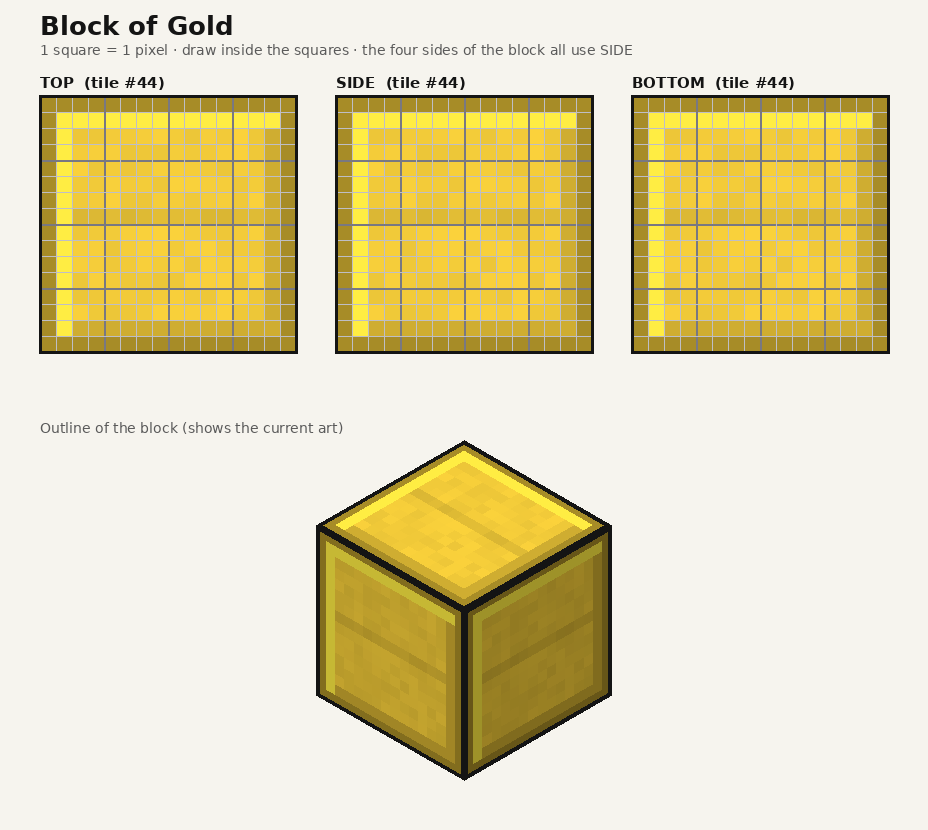 Block of Gold
1 square = 1 pixel · draw inside the squares · the four sides of the block all use SIDE
TOP (tile #44)
SIDE (tile #44)
BOTTOM (tile #44)
Outline of the block (shows the current art)